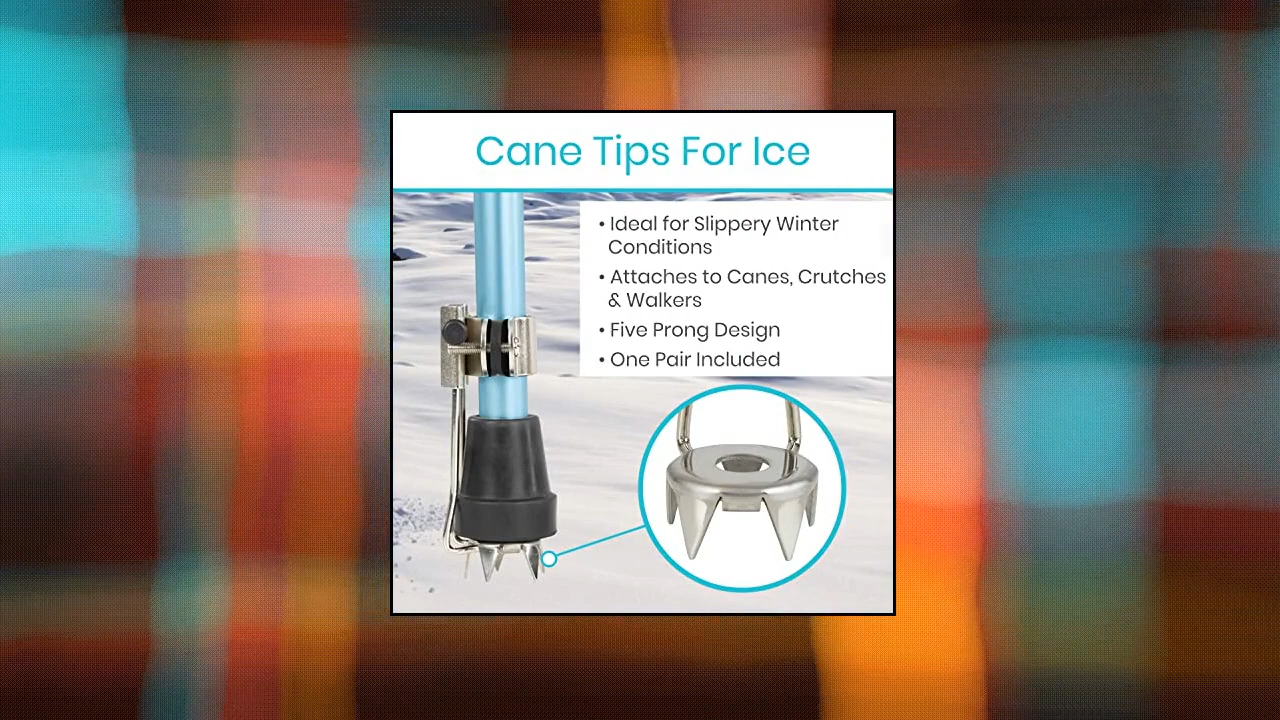 Cane Tips For Ice
• Ideal for Slippery Winter
Conditions
• Attaches to Canes, Crutches
& Walkers
• Five Prong Design
• One Pair Included